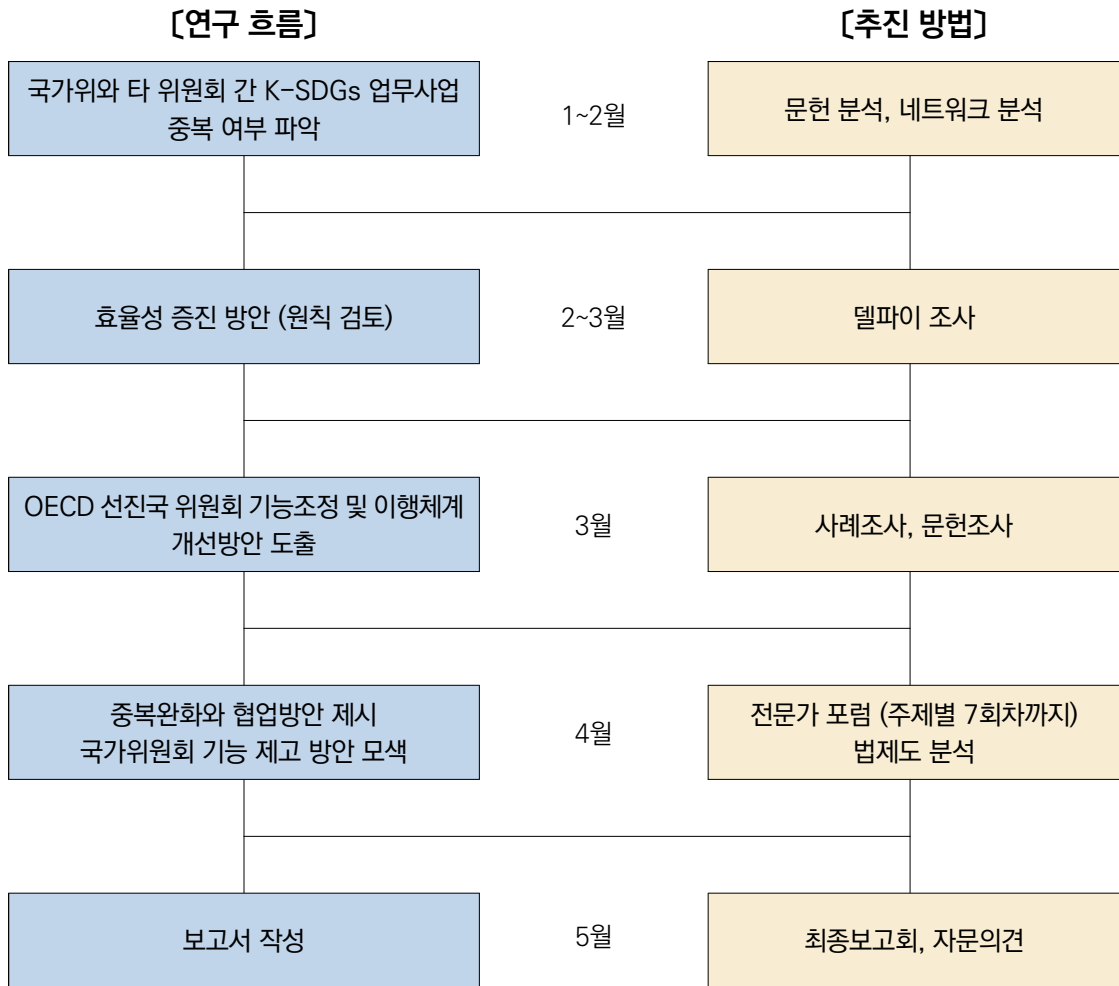 〔연구 흐름〕
〔추진 방법〕
국가위와 타 위원회 간 K-SDGs 업무사업
중복 여부 파악
1~2월
문헌 분석, 네트워크 분석
효율성 증진 방안 (원칙 검토)
2~3월
델파이 조사
OECD 선진국 위원회 기능조정 및 이행체계
개선방안 도출
3월
사례조사, 문헌조사
중복완화와 협업방안 제시
국가위원회 기능 제고 방안 모색
4월
전문가 포럼 (주제별 7회차까지)
법제도 분석
보고서 작성
5월
최종보고회, 자문의견